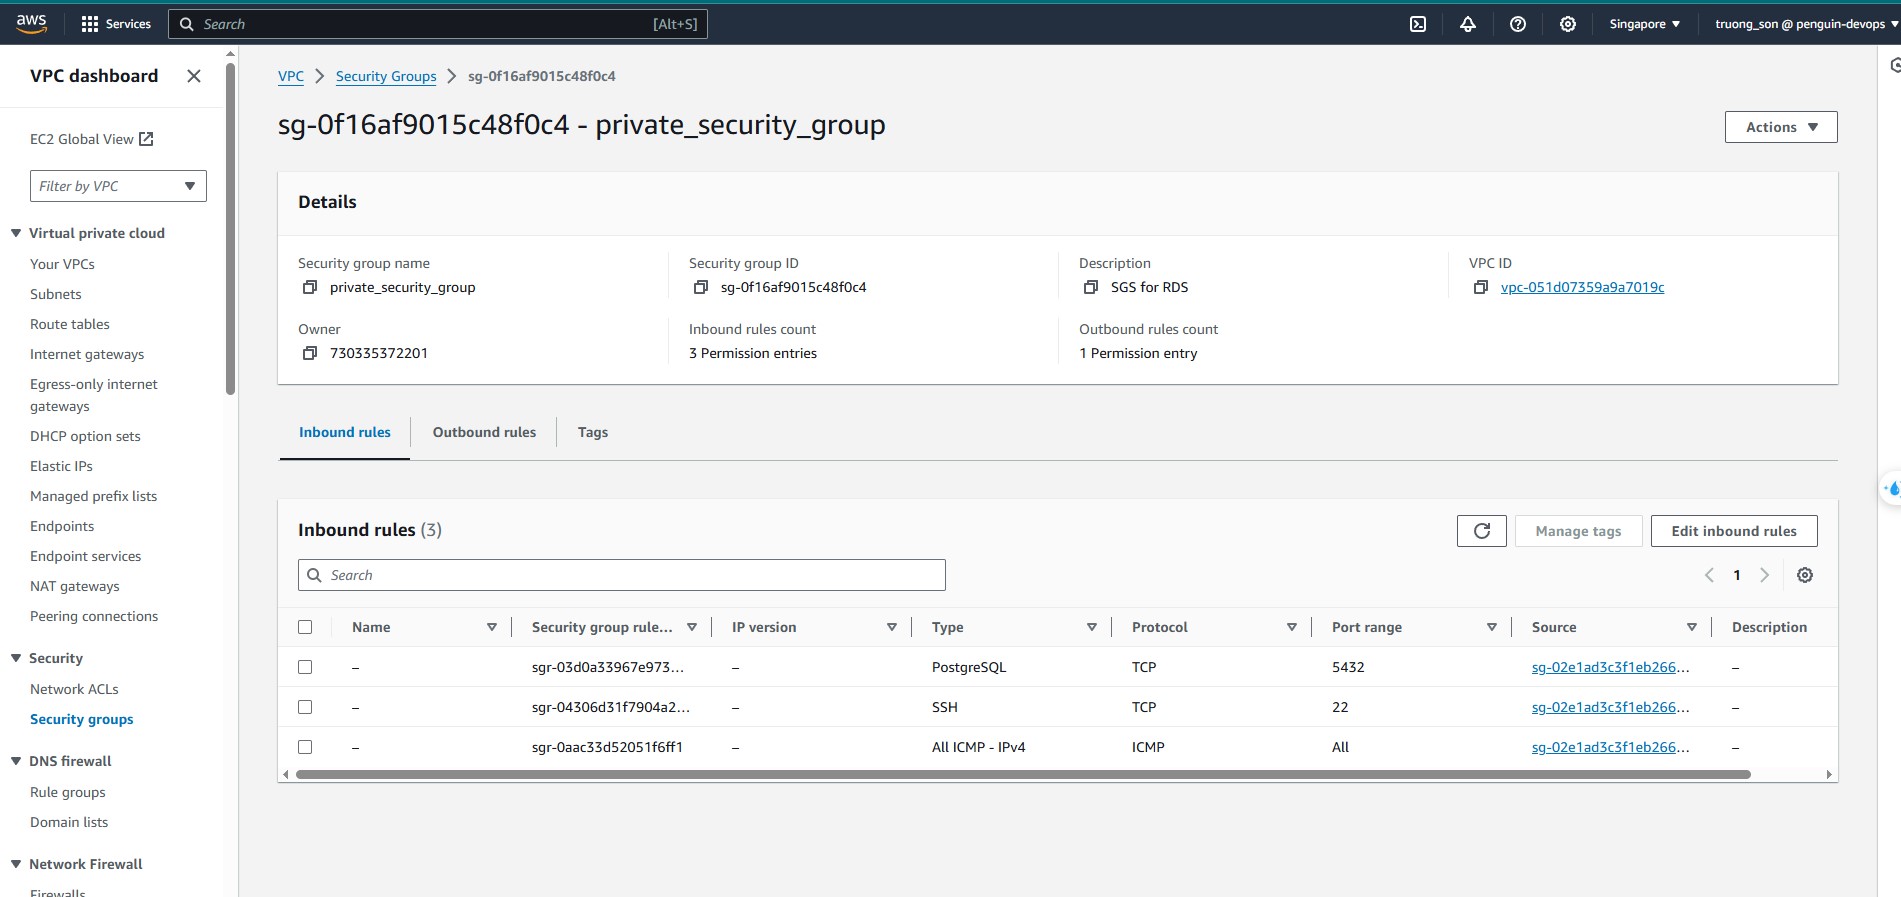 aws Services Search [Alt+S] Singapore truong_son @ penguin-devops
VPC dashboard
EC2 Global View
Filter by VPC
Virtual private cloud
Your VPCs
Subnets
Route tables
Internet gateways
Egress-only internet
gateways
DHCP option sets
Elastic IPs
Managed prefix lists
Endpoints
Endpoint services
NAT gateways
Peering connections
Security
Network ACLs
Security groups
DNS firewall
Rule groups
Domain lists
Network Firewall
Firewalls
VPC Security Groups sg-0f16af9015c48f0c4
sg-0f16af9015c48f0c4 - private_security_group
Actions
Details
Security group name Security group ID Description VPC ID
private_security_group sg-0f16af9015c48f0c4 SGS for RDS vpc-051d07359a9a7019c
Owner Inbound rules count Outbound rules count
730335372201 3 Permission entries 1 Permission entry
Inbound rules Outbound rules Tags
Inbound rules (3) Manage tags Edit inbound rules
Search 1
Name Security group rule... IP version Type Protocol Port range Source Description
– sgr-03d0a33967e973... – PostgreSQL TCP 5432 sg-02e1ad3c3f1eb266... –
– sgr-04306d31f7904a2... – SSH TCP 22 sg-02e1ad3c3f1eb266... –
– sgr-0aac33d52051f6ff1 – All ICMP - IPv4 ICMP All sg-02e1ad3c3f1eb266... –